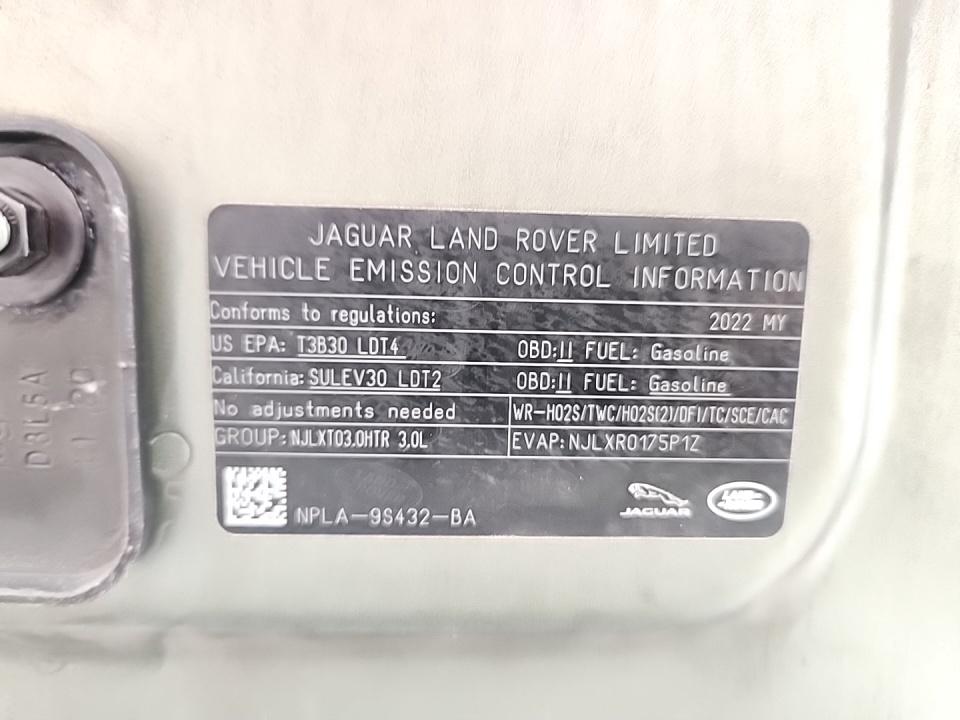 JAGUAR LAND ROVER LIMITED
VEHICLE EMISSION CONTROL INFORMATION
Conforms to regulations: 2022 MY
US EPA: T3B30 LDT4 OBD:II FUEL: Gasoline
California: SULEV30 LDT2 OBD:II FUEL: Gasoline
No adjustments needed WR-HO2S/TWC/HO2S(2)/DFI/TC/SCE/CAC
GROUP: NJLXT03.0HTR 3.0L EVAP: NJLXR0175P1Z
NPLA-9S432-BA
JAGUAR
LAND-
ROVER
D3L5A